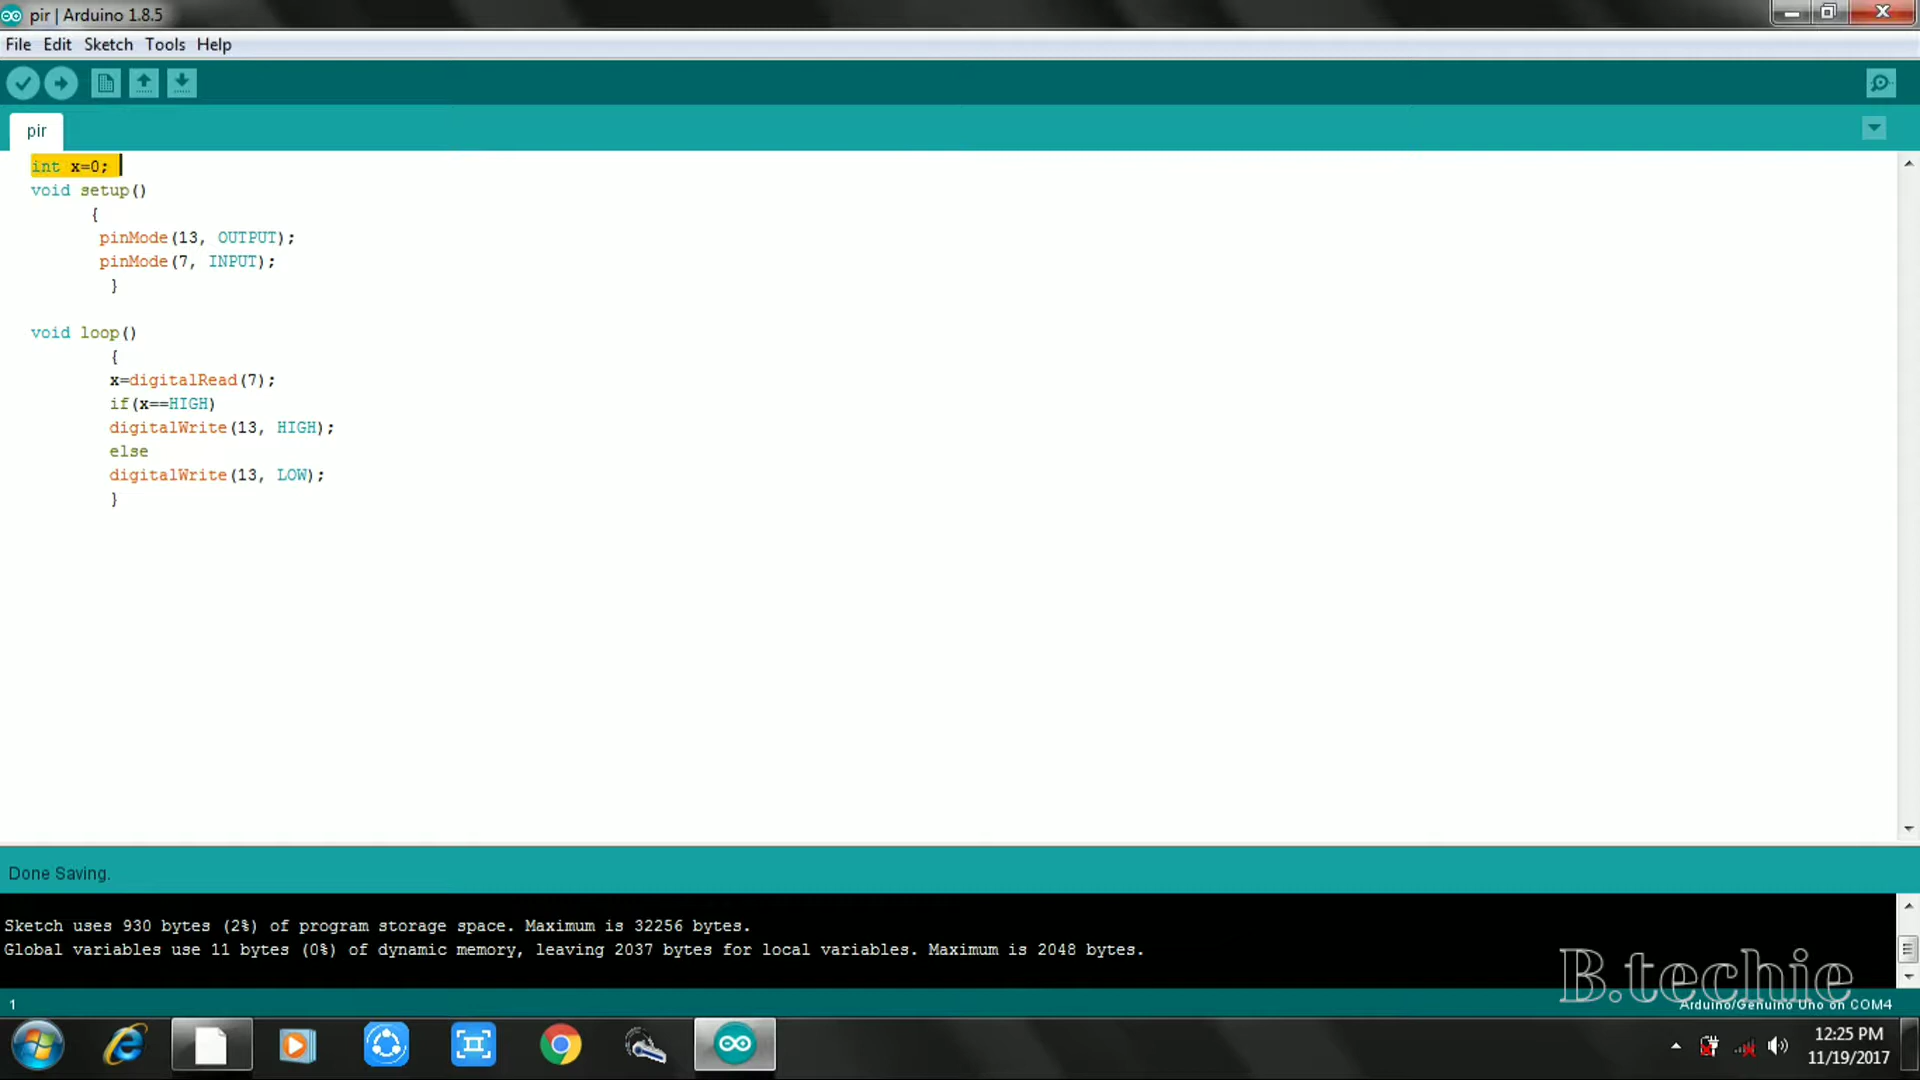 pir | Arduino 1.8.5
File Edit Sketch Tools Help
pir
int x=0;
void setup()
{
pinMode(13, OUTPUT);
pinMode(7, INPUT);
}
void loop()
{
x=digitalRead(7);
if(x==HIGH)
digitalWrite(13, HIGH);
else
digitalWrite(13, LOW);
}
Done Saving.
Sketch uses 930 bytes (2%) of program storage space. Maximum is 32256 bytes.
Global variables use 11 bytes (0%) of dynamic memory, leaving 2037 bytes for local variables. Maximum is 2048 bytes.
B.techie
1 Arduino/Genuino Uno on COM4
12:25 PM
11/19/2017